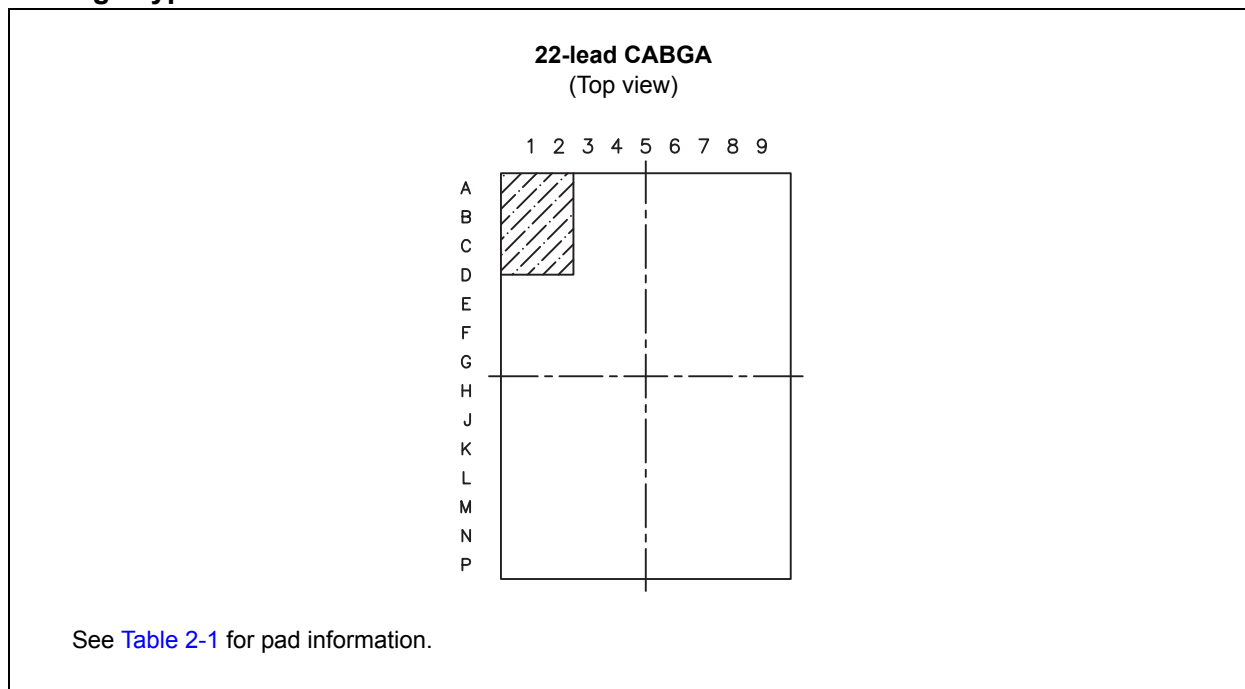 22-lead CABGA
(Top view)
1 2 3 4 5 6 7 8 9
A
B
C
D
E
F
G
H
J
K
L
M
N
P
See Table 2-1 for pad information.